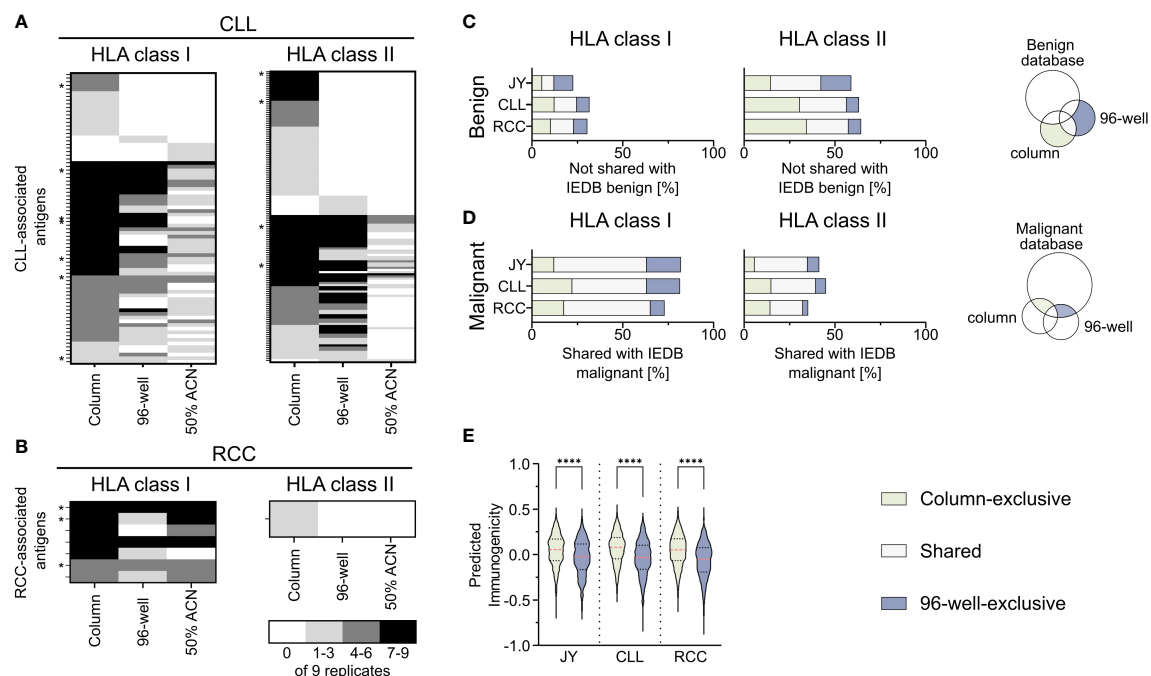 A
CLL
HLA class I
HLA class II
CLL-associated
antigens
*
*
*
*
*
*
*
*
*
*
*
Column
96-well
50% ACN
Column
96-well
50% ACN
B
RCC
HLA class I
HLA class II
RCC-associated
antigens
*
*
*
Column
96-well
50% ACN
Column
96-well
50% ACN
0 1-3 4-6 7-9
of 9 replicates
C
HLA class I
HLA class II
Benign
JY
CLL
RCC
0 50 100
0 50 100
Not shared with
IEDB benign [%]
Not shared with
IEDB benign [%]
Benign
database
96-well
column
D
HLA class I
HLA class II
Malignant
JY
CLL
RCC
0 50 100
0 50 100
Shared with IEDB
malignant [%]
Shared with IEDB
malignant [%]
Malignant
database
column
96-well
E
Predicted
Immunogenicity
1.0
0.5
0.0
-0.5
-1.0
**** **** ****
JY CLL RCC
Column-exclusive
Shared
96-well-exclusive